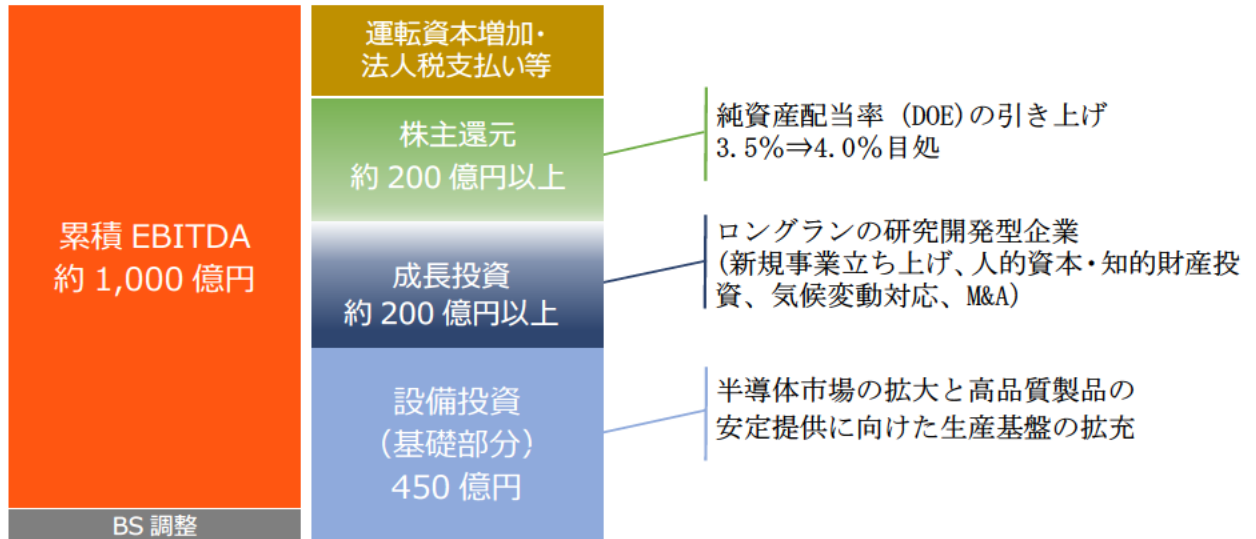 累積 EBITDA
約 1,000 億円
BS 調整
運転資本増加・
法人税支払い等
株主還元
約 200 億円以上
成長投資
約 200 億円以上
設備投資
(基礎部分)
450 億円
純資産配当率 (DOE)の引き上げ
3.5%⇒4.0%目処
ロングランの研究開発型企業
(新規事業立ち上げ、人的資本・知的財産投
資、気候変動対応、M&A)
半導体市場の拡大と高品質製品の
安定提供に向けた生産基盤の拡充